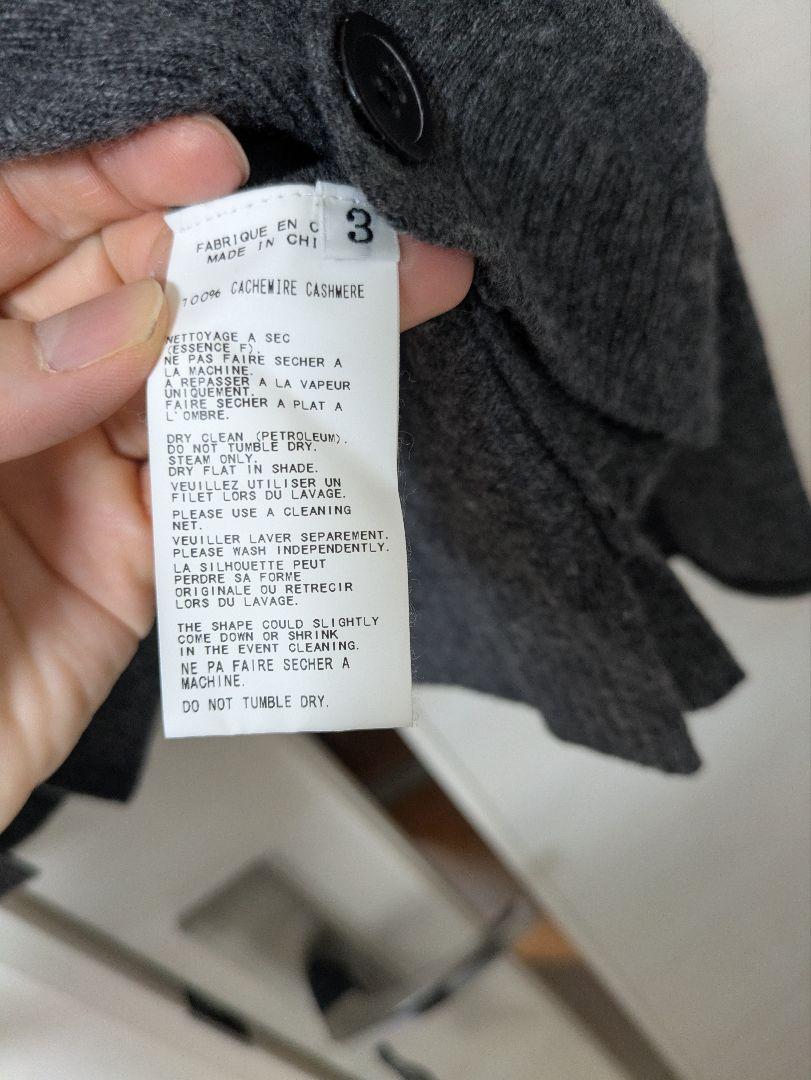 FABRIQUE EN C
MADE IN CHI
3
100% CACHEMIRE CASHMERE
NETTOYAGE A SEC
(ESSENCE F).
NE PAS FAIRE SECHER A
LA MACHINE.
A REPASSER A LA VAPEUR
UNIQUEMENT.
FAIRE SECHER A PLAT A
L'OMBRE.
DRY CLEAN (PETROLEUM).
DO NOT TUMBLE DRY.
STEAM ONLY.
DRY FLAT IN SHADE.
VEUILLEZ UTILISER UN
FILET LORS DU LAVAGE.
PLEASE USE A CLEANING
NET.
VEUILLER LAVER SEPAREMENT.
PLEASE WASH INDEPENDENTLY.
LA SILHOUETTE PEUT
PERDRE SA FORME
ORIGINALE OU RETRECIR
LORS DU LAVAGE.
THE SHAPE COULD SLIGHTLY
COME DOWN OR SHRINK
IN THE EVENT CLEANING.
NE PA FAIRE SECHER A
MACHINE.
DO NOT TUMBLE DRY.